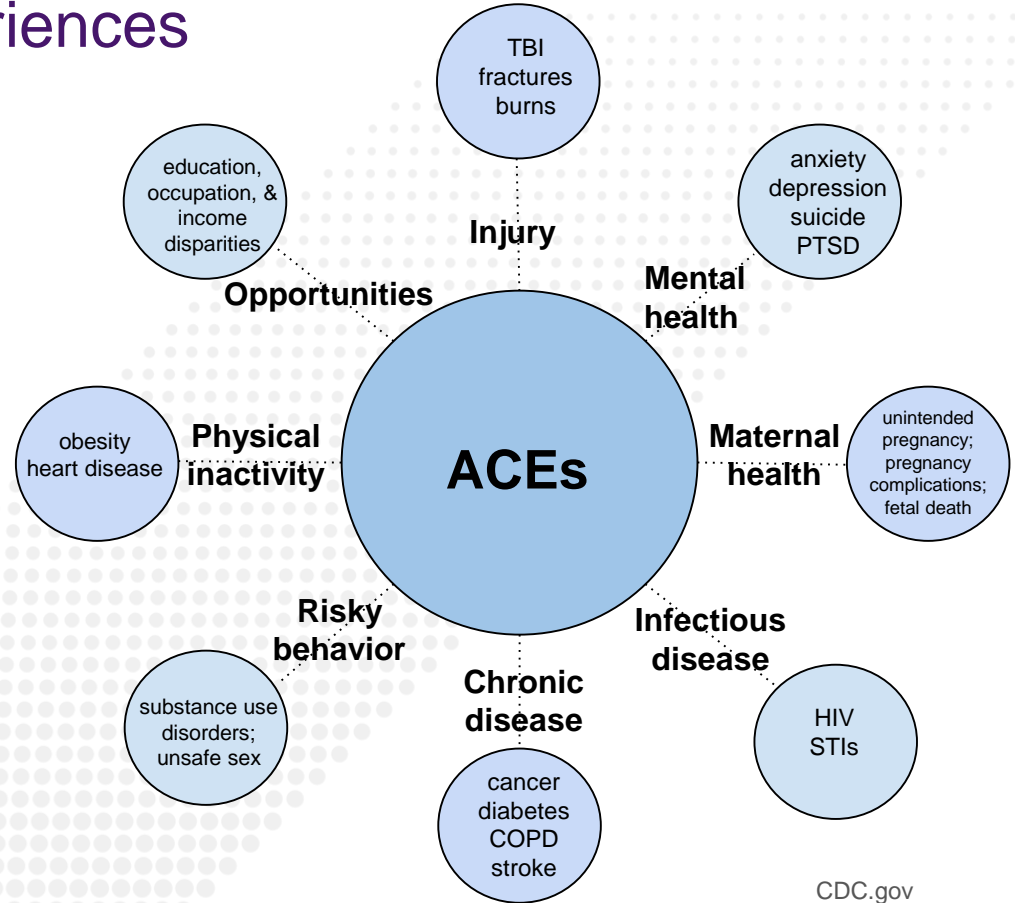 riences
TBI
fractures
burns
Injury
anxiety
depression
suicide
PTSD
Mental
health
unintended
pregnancy;
pregnancy
complications;
fetal death
Maternal
health
HIV
STIs
Infectious
disease
cancer
diabetes
COPD
stroke
Chronic
disease
substance use
disorders;
unsafe sex
Risky
behavior
obesity
heart disease
Physical
inactivity
education,
occupation, &
income
disparities
Opportunities
ACEs
CDC.gov